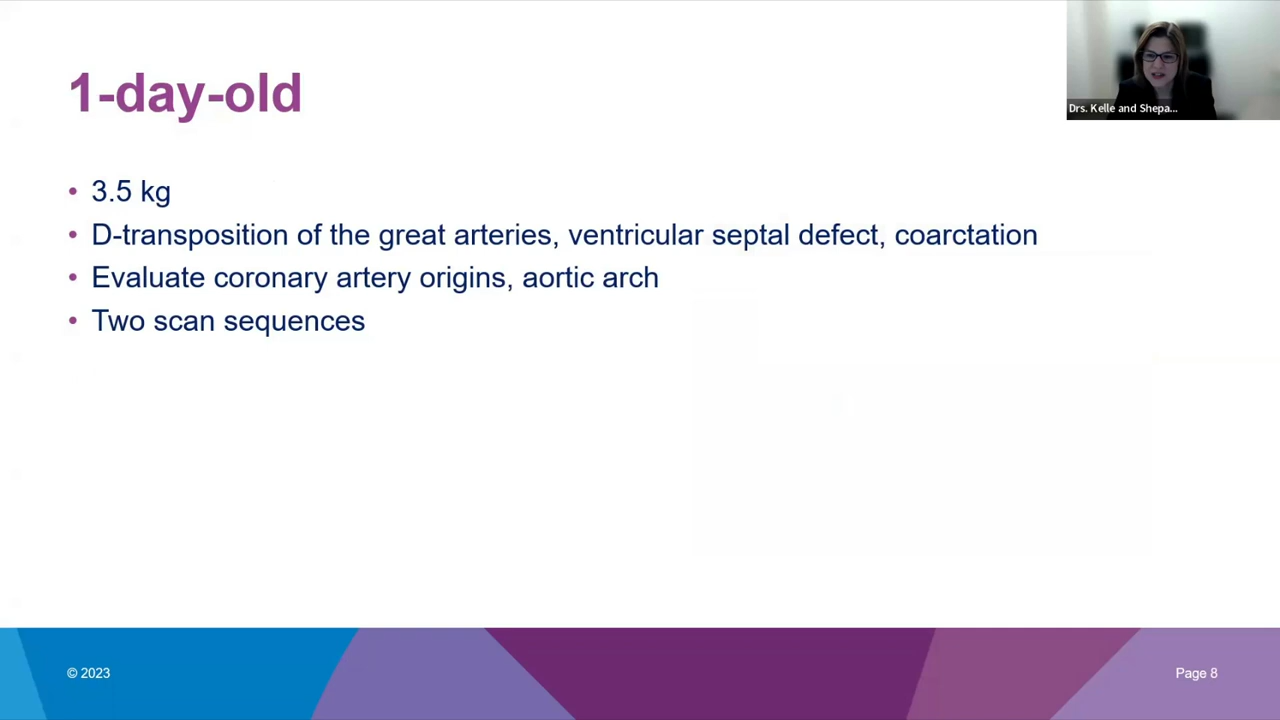 1-day-old
Drs. Kelle and Shepa...
• 3.5 kg
• D-transposition of the great arteries, ventricular septal defect, coarctation
• Evaluate coronary artery origins, aortic arch
• Two scan sequences
© 2023
Page 8